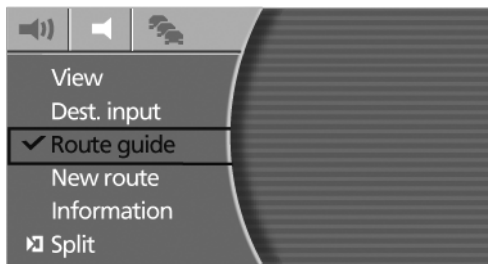 View
Dest. input
Route guide
New route
Information
Split